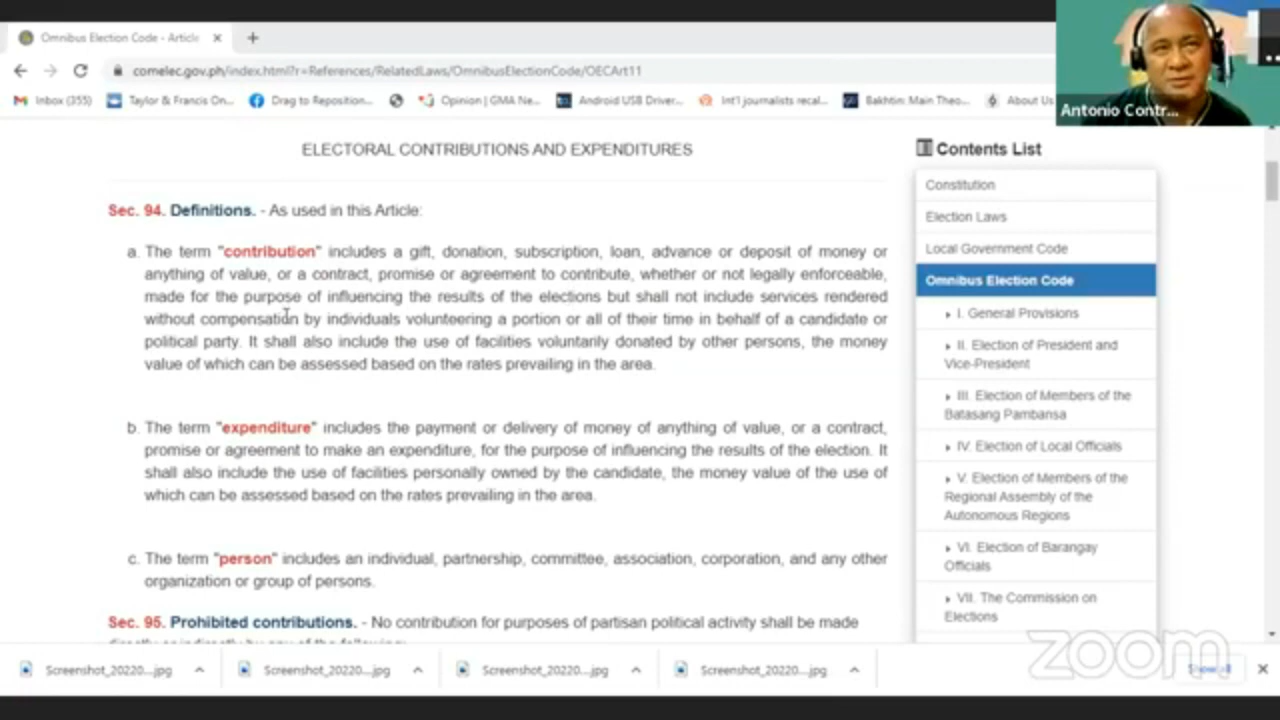 Omnibus Election Code - Article
comelec.gov.ph/index.html?r=References/RelatedLaws/OmnibusElectionCode/OECArt11
Inbox (355) Taylor & Francis On... Drag to Reposition... Opinion | GMA Ne... Android USB Driver... Int'l journalists recal... Bakhtin: Main Theo... About Us
Antonio Contr...
ELECTORAL CONTRIBUTIONS AND EXPENDITURES
Sec. 94. Definitions. - As used in this Article:
a. The term "contribution" includes a gift, donation, subscription, loan, advance or deposit of money or
anything of value, or a contract, promise or agreement to contribute, whether or not legally enforceable,
made for the purpose of influencing the results of the elections but shall not include services rendered
without compensation by individuals volunteering a portion or all of their time in behalf of a candidate or
political party. It shall also include the use of facilities voluntarily donated by other persons, the money
value of which can be assessed based on the rates prevailing in the area.
b. The term "expenditure" includes the payment or delivery of money of anything of value, or a contract,
promise or agreement to make an expenditure, for the purpose of influencing the results of the election. It
shall also include the use of facilities personally owned by the candidate, the money value of the use of
which can be assessed based on the rates prevailing in the area.
c. The term "person" includes an individual, partnership, committee, association, corporation, and any other
organization or group of persons.
Sec. 95. Prohibited contributions. - No contribution for purposes of partisan political activity shall be made
directly or indirectly by any of the following:
Contents List
Constitution
Election Laws
Local Government Code
Omnibus Election Code
I. General Provisions
II. Election of President and
Vice-President
III. Election of Members of the
Batasang Pambansa
IV. Election of Local Officials
V. Election of Members of the
Regional Assembly of the
Autonomous Regions
VI. Election of Barangay
Officials
VII. The Commission on
Elections
zoom
Screenshot_20220....jpg Screenshot_20220....jpg Screenshot_20220....jpg Screenshot_20220....jpg Show all